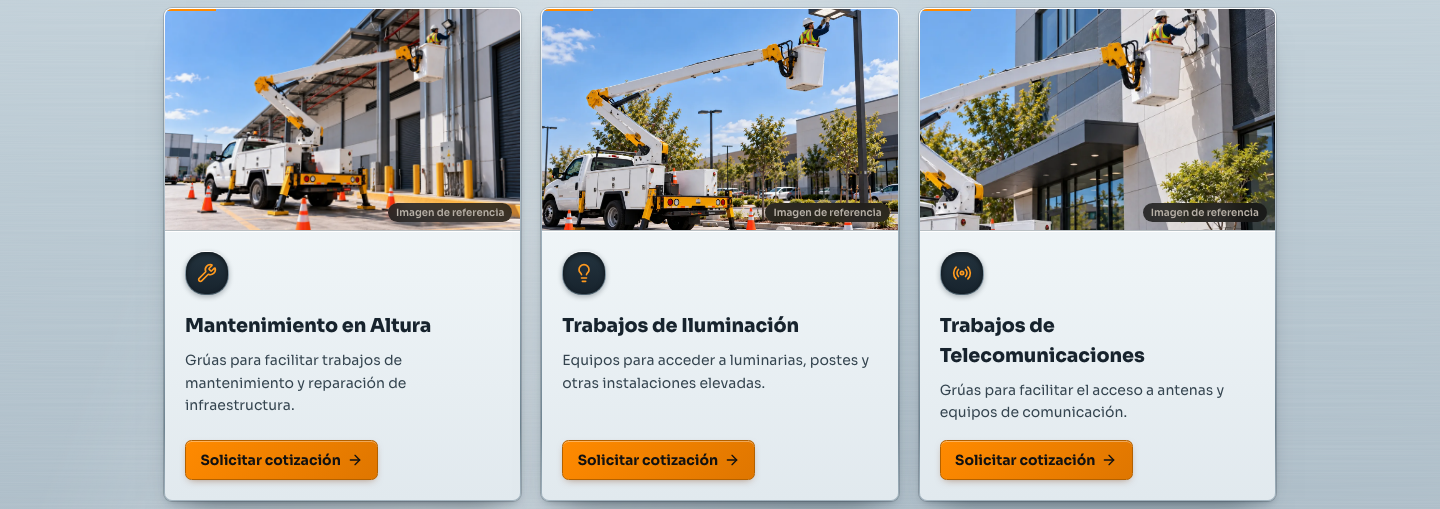 Imagen de referencia
Mantenimiento en Altura
Grúas para facilitar trabajos de
mantenimiento y reparación de
infraestructura.
Solicitar cotización →
Imagen de referencia
Trabajos de Iluminación
Equipos para acceder a luminarias, postes y
otras instalaciones elevadas.
Solicitar cotización →
Imagen de referencia
Trabajos de
Telecomunicaciones
Grúas para facilitar el acceso a antenas y
equipos de comunicación.
Solicitar cotización →